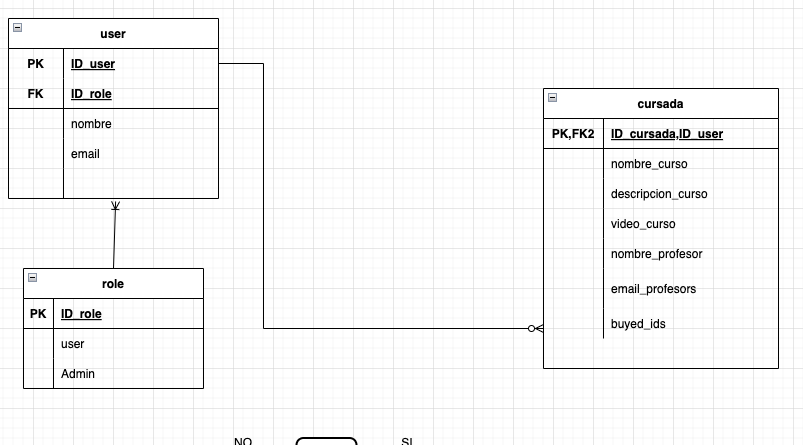 user
PK ID_user
FK ID_role
nombre
email
cursada
PK,FK2 ID_cursada,ID_user
nombre_curso
descripcion_curso
video_curso
nombre_profesor
email_profesors
buyed_ids
role
PK ID_role
user
Admin
NO SI